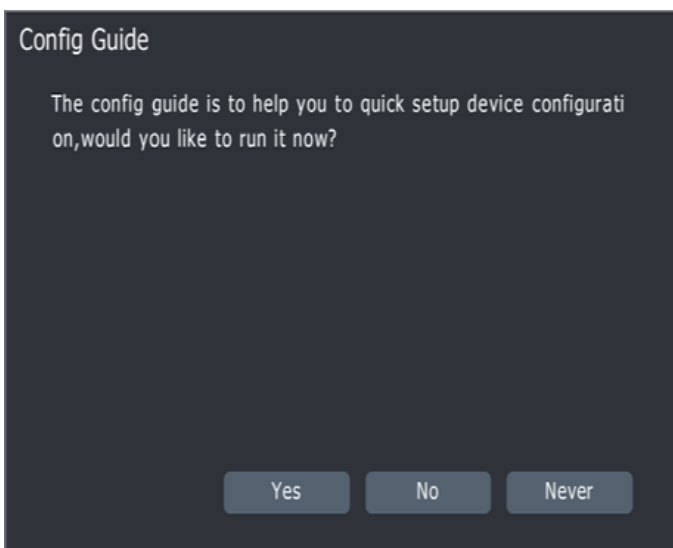 Config Guide
The config guide is to help you to quick setup device configurati
on,would you like to run it now?
Yes No Never